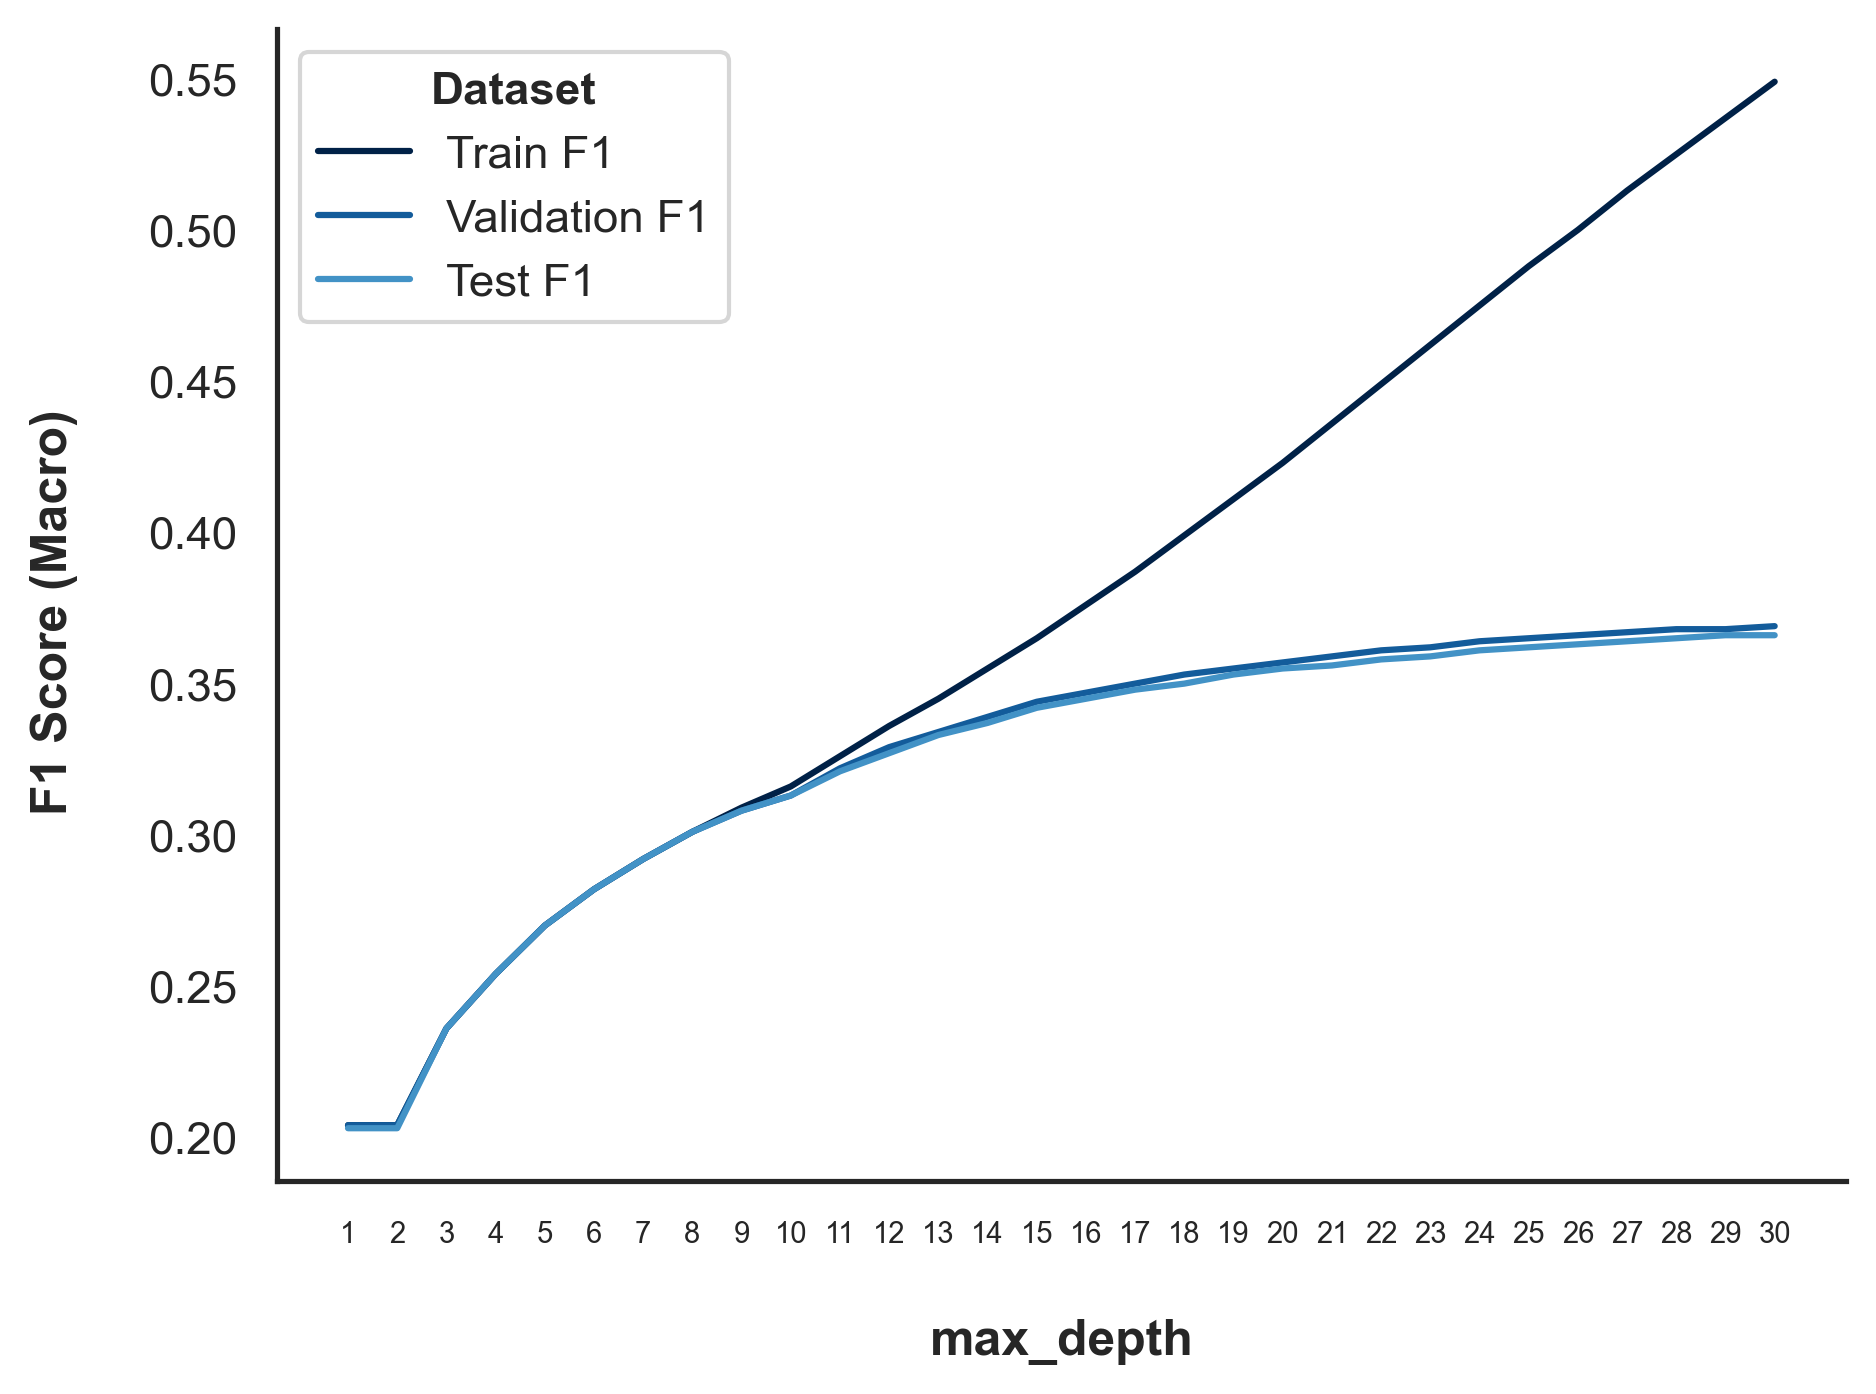 0.55
0.50
0.45
0.40
0.35
0.30
0.25
0.20
F1 Score (Macro)
Dataset
Train F1
Validation F1
Test F1
1 2 3 4 5 6 7 8 9 10 11 12 13 14 15 16 17 18 19 20 21 22 23 24 25 26 27 28 29 30
max_depth